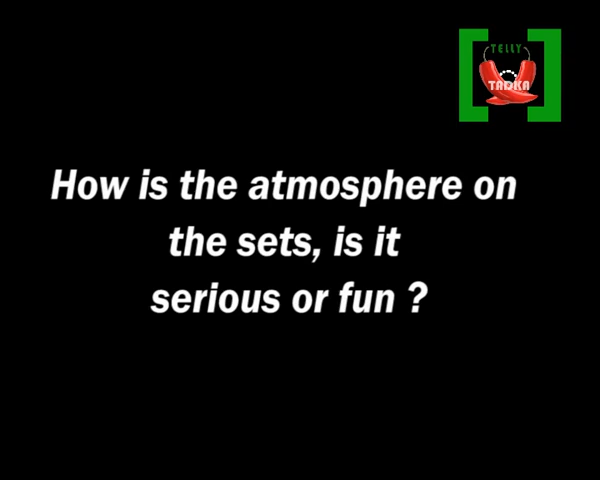 TELLY
TADKA
How is the atmosphere on
the sets, is it
serious or fun ?